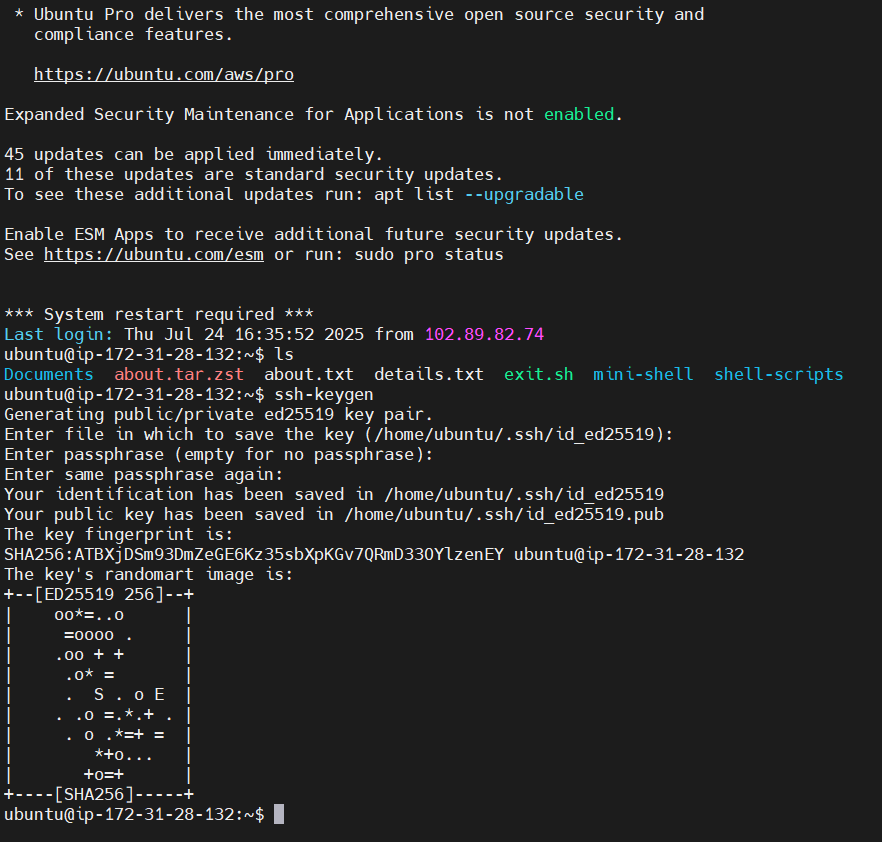 * Ubuntu Pro delivers the most comprehensive open source security and
   compliance features.

   https://ubuntu.com/aws/pro

Expanded Security Maintenance for Applications is not enabled.

45 updates can be applied immediately.
11 of these updates are standard security updates.
To see these additional updates run: apt list --upgradable

Enable ESM Apps to receive additional future security updates.
See https://ubuntu.com/esm or run: sudo pro status


*** System restart required ***
Last login: Thu Jul 24 16:35:52 2025 from 102.89.82.74
ubuntu@ip-172-31-28-132:~$ ls
Documents  about.tar.zst  about.txt  details.txt  exit.sh  mini-shell  shell-scripts
ubuntu@ip-172-31-28-132:~$ ssh-keygen
Generating public/private ed25519 key pair.
Enter file in which to save the key (/home/ubuntu/.ssh/id_ed25519):
Enter passphrase (empty for no passphrase):
Enter same passphrase again:
Your identification has been saved in /home/ubuntu/.ssh/id_ed25519
Your public key has been saved in /home/ubuntu/.ssh/id_ed25519.pub
The key fingerprint is:
SHA256:ATBXjDSm93DmZeGE6Kz35sbXpKGv7QRmD33OYlzenEY ubuntu@ip-172-31-28-132
The key's randomart image is:
+--[ED25519 256]--+
|    oo*=..o      |
|     =oooo .     |
|    .oo + +      |
|     .o* =       |
|     .  S . o E  |
|    . .o =.*.+ . |
|     . o .*=+ =  |
|        *+o...   |
|       +o=+      |
+----[SHA256]-----+
ubuntu@ip-172-31-28-132:~$